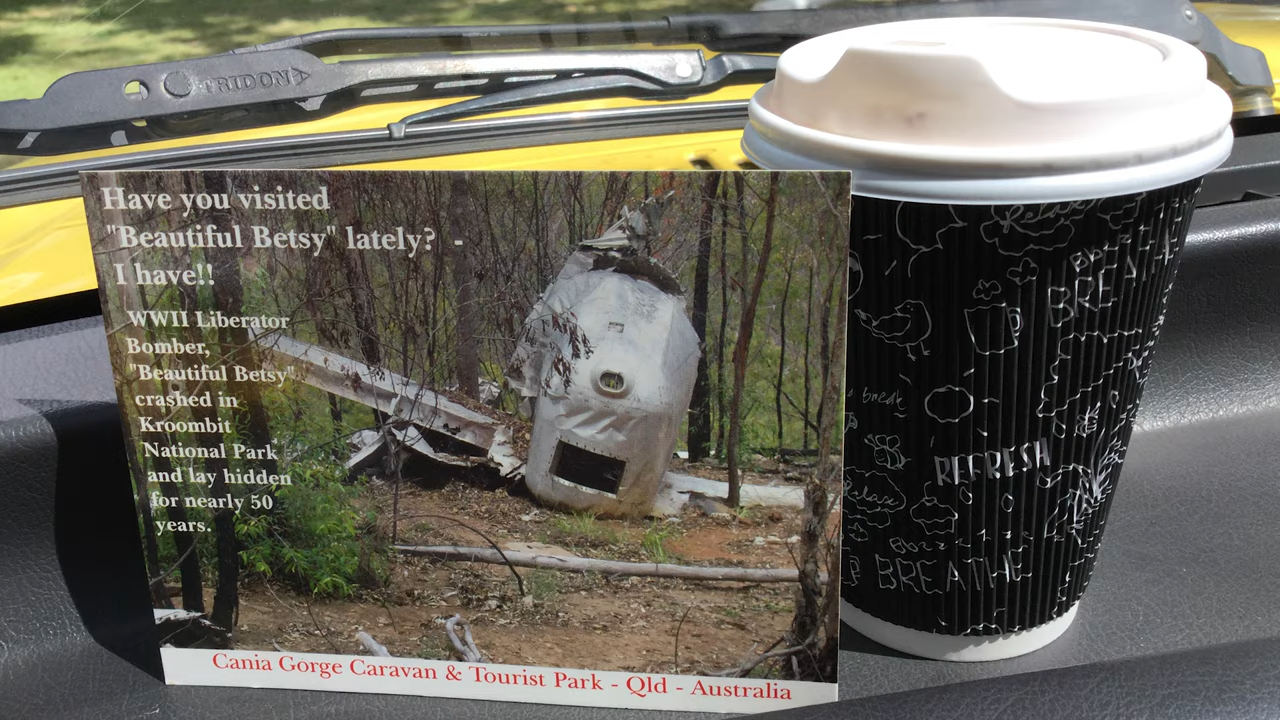 TRIDON
Have you visited
"Beautiful Betsy" lately? -
I have!!
WWII Liberator
Bomber,
"Beautiful Betsy"
crashed in
Kroombit
National Park
and lay hidden
for nearly 50
years.
Cania Gorge Caravan & Tourist Park - Qld - Australia
Relax
BREATH
break
REFRESH
Relax
BREATHE